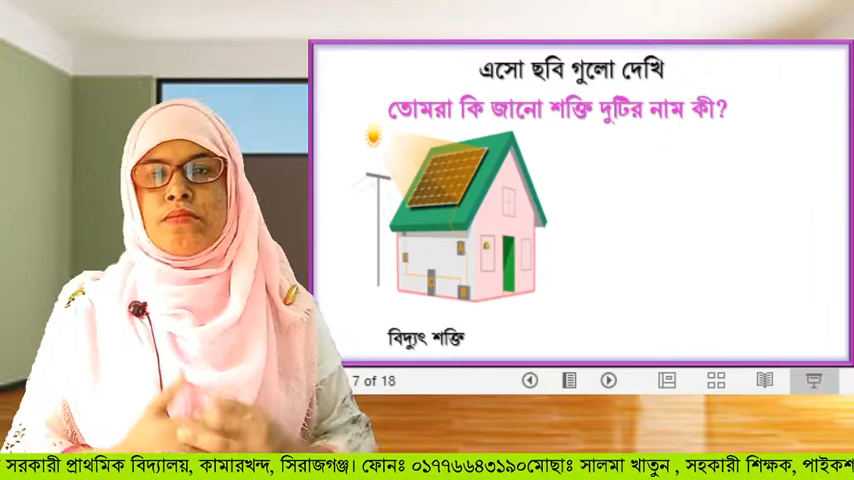 এসো ছবি গুলো দেখি
তোমরা কি জানো শক্তি দুটির নাম কী?
বিদ্যুৎ শক্তি
7 of 18
সরকারী প্রাথমিক বিদ্যালয়, কামারখন্দ, সিরাজগঞ্জ। ফোনঃ ০১৭৭৬৬৪৩১৯০মোছাঃ সালমা খাতুন , সহকারী শিক্ষক, পাইকশ